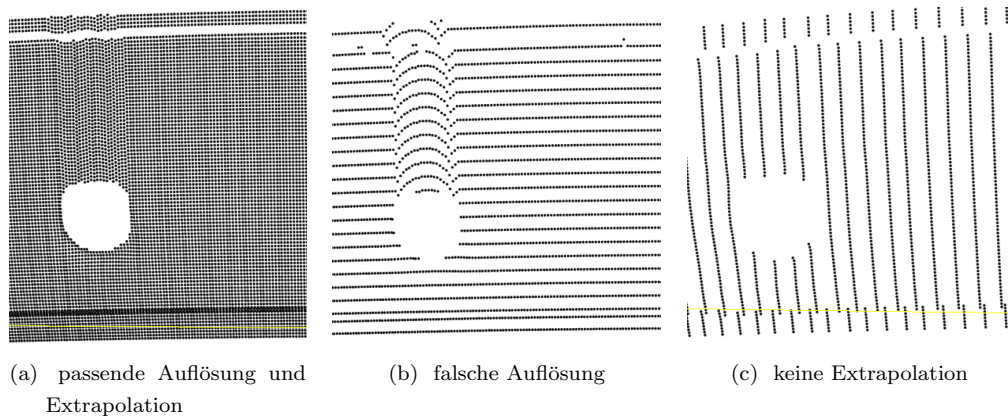 (a) passende Auflösung und
Extrapolation
(b) falsche Auflösung
(c) keine Extrapolation